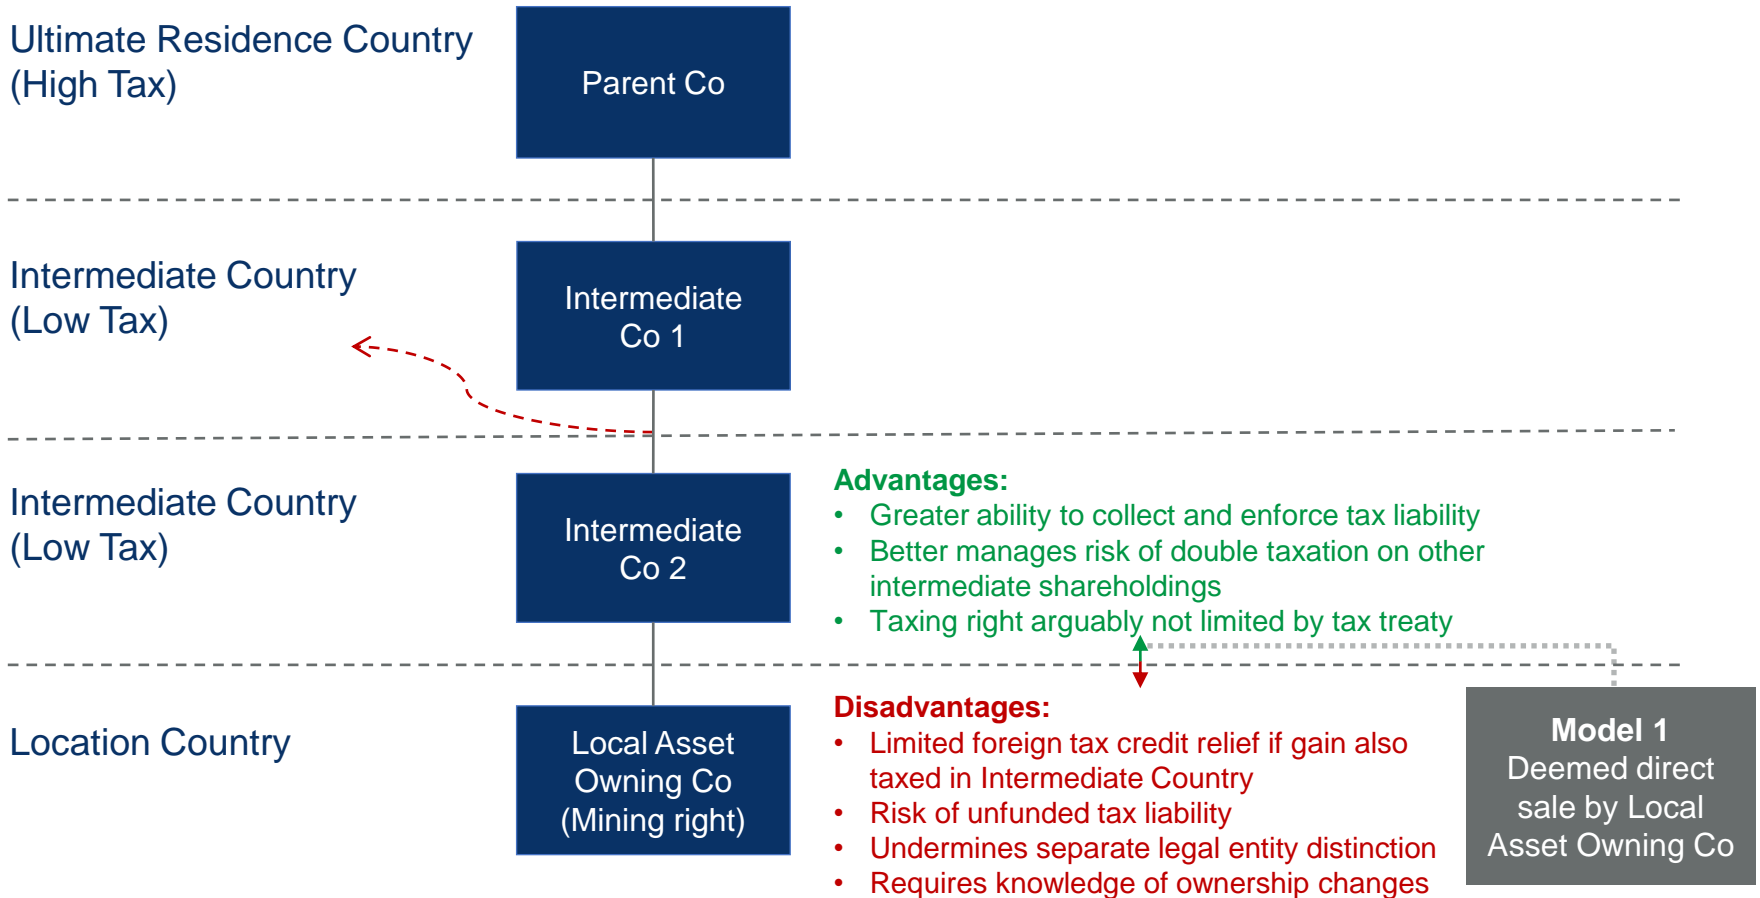 Ultimate Residence Country
(High Tax)
Parent Co
Intermediate Country
(Low Tax)
Intermediate
Co 1
Intermediate Country
(Low Tax)
Intermediate
Co 2
Advantages:
• Greater ability to collect and enforce tax liability
• Better manages risk of double taxation on other
intermediate shareholdings
• Taxing right arguably not limited by tax treaty
Location Country
Local Asset
Owning Co
(Mining right)
Disadvantages:
• Limited foreign tax credit relief if gain also
taxed in Intermediate Country
• Risk of unfunded tax liability
• Undermines separate legal entity distinction
• Requires knowledge of ownership changes
Model 1
Deemed direct
sale by Local
Asset Owning Co